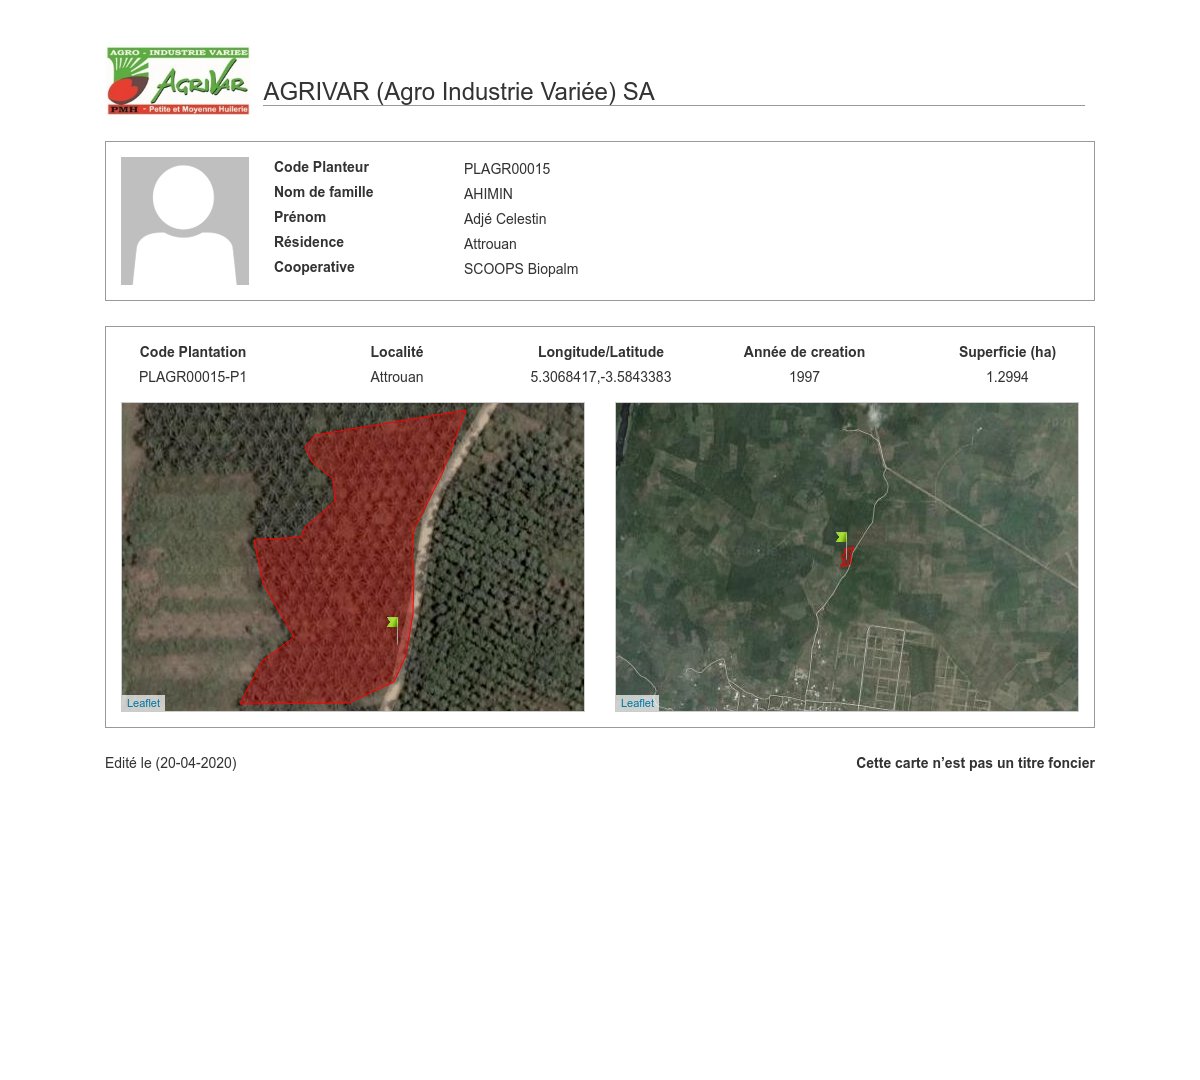 AGRO - INDUSTRIE VARIEE
AGRIVAR
PMH - Petite et Moyenne Huilerie
AGRIVAR (Agro Industrie Variée) SA
Code Planteur PLAGR00015
Nom de famille AHIMIN
Prénom Adjé Celestin
Résidence Attrouan
Cooperative SCOOPS Biopalm
Code Plantation Localité Longitude/Latitude Année de creation Superficie (ha)
PLAGR00015-P1 Attrouan 5.3068417,-3.5843383 1997 1.2994
Leaflet Leaflet
Edité le (20-04-2020) Cette carte n’est pas un titre foncier